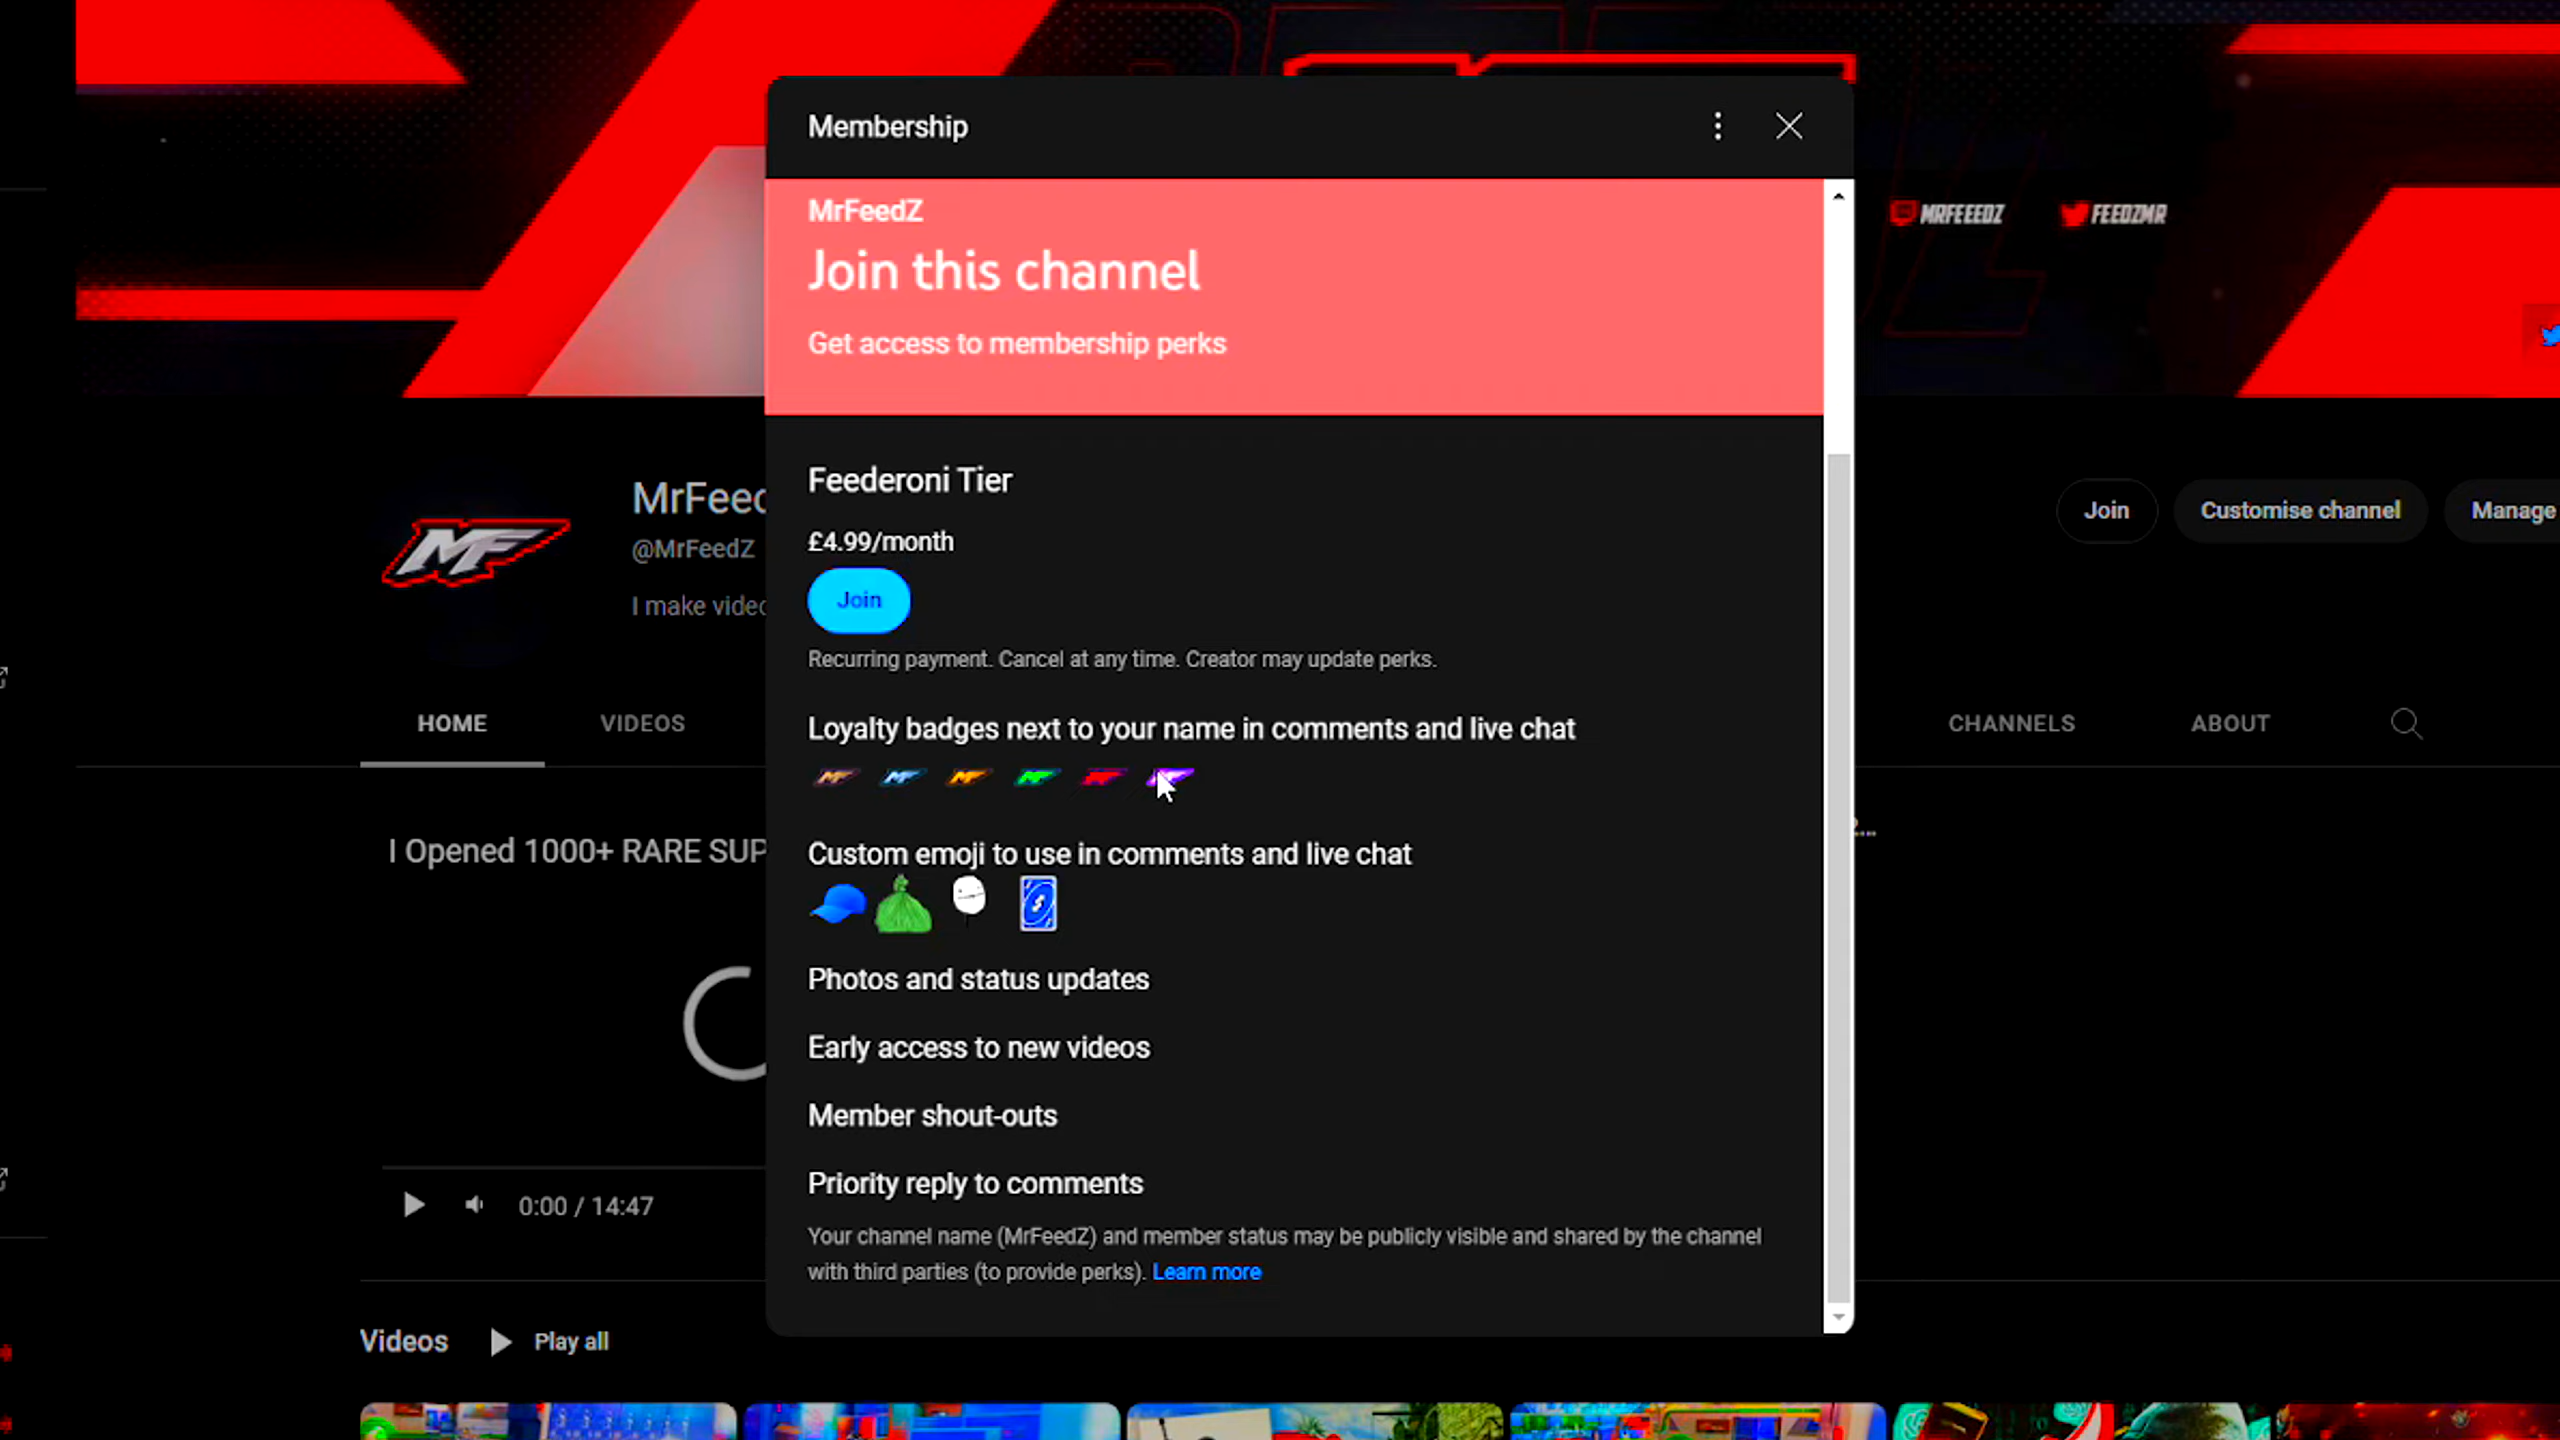 MRFEEEDZ
FEEDZMR
Membership
MrFeedZ
Join this channel
Get access to membership perks
MF
MrFeed
@MrFeedZ
I make video
Join
Customise channel
Manage
Feederoni Tier
£4.99/month
Join
Recurring payment. Cancel at any time. Creator may update perks.
HOME
VIDEOS
CHANNELS
ABOUT
Loyalty badges next to your name in comments and live chat
I Opened 1000+ RARE SUP
Custom emoji to use in comments and live chat
Photos and status updates
Early access to new videos
Member shout-outs
Priority reply to comments
0:00 / 14:47
Your channel name (MrFeedZ) and member status may be publicly visible and shared by the channel
with third parties (to provide perks). Learn more
Videos
Play all